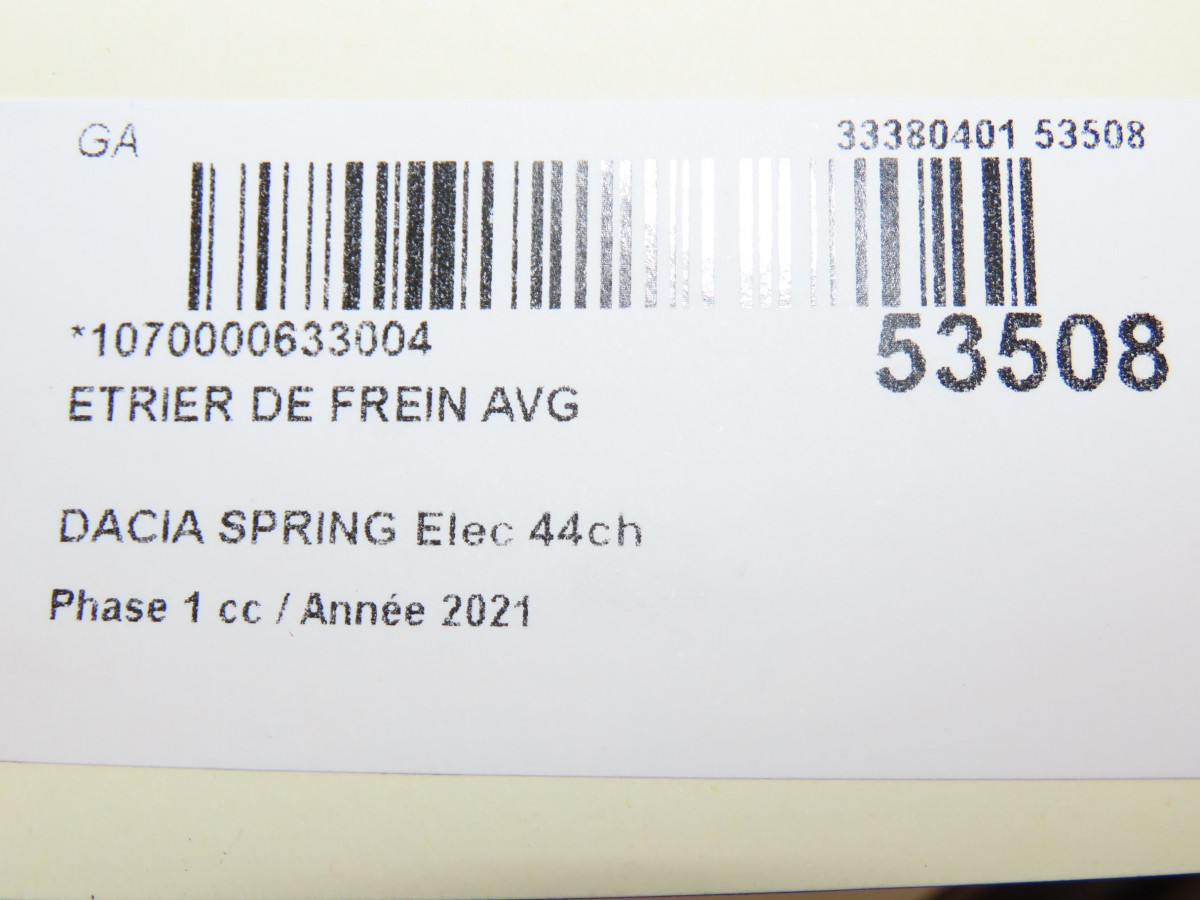 GA
33380401 53508
*1070000633004
53508
ETRIER DE FREIN AVG
DACIA SPRING Elec 44ch
Phase 1 cc / Année 2021